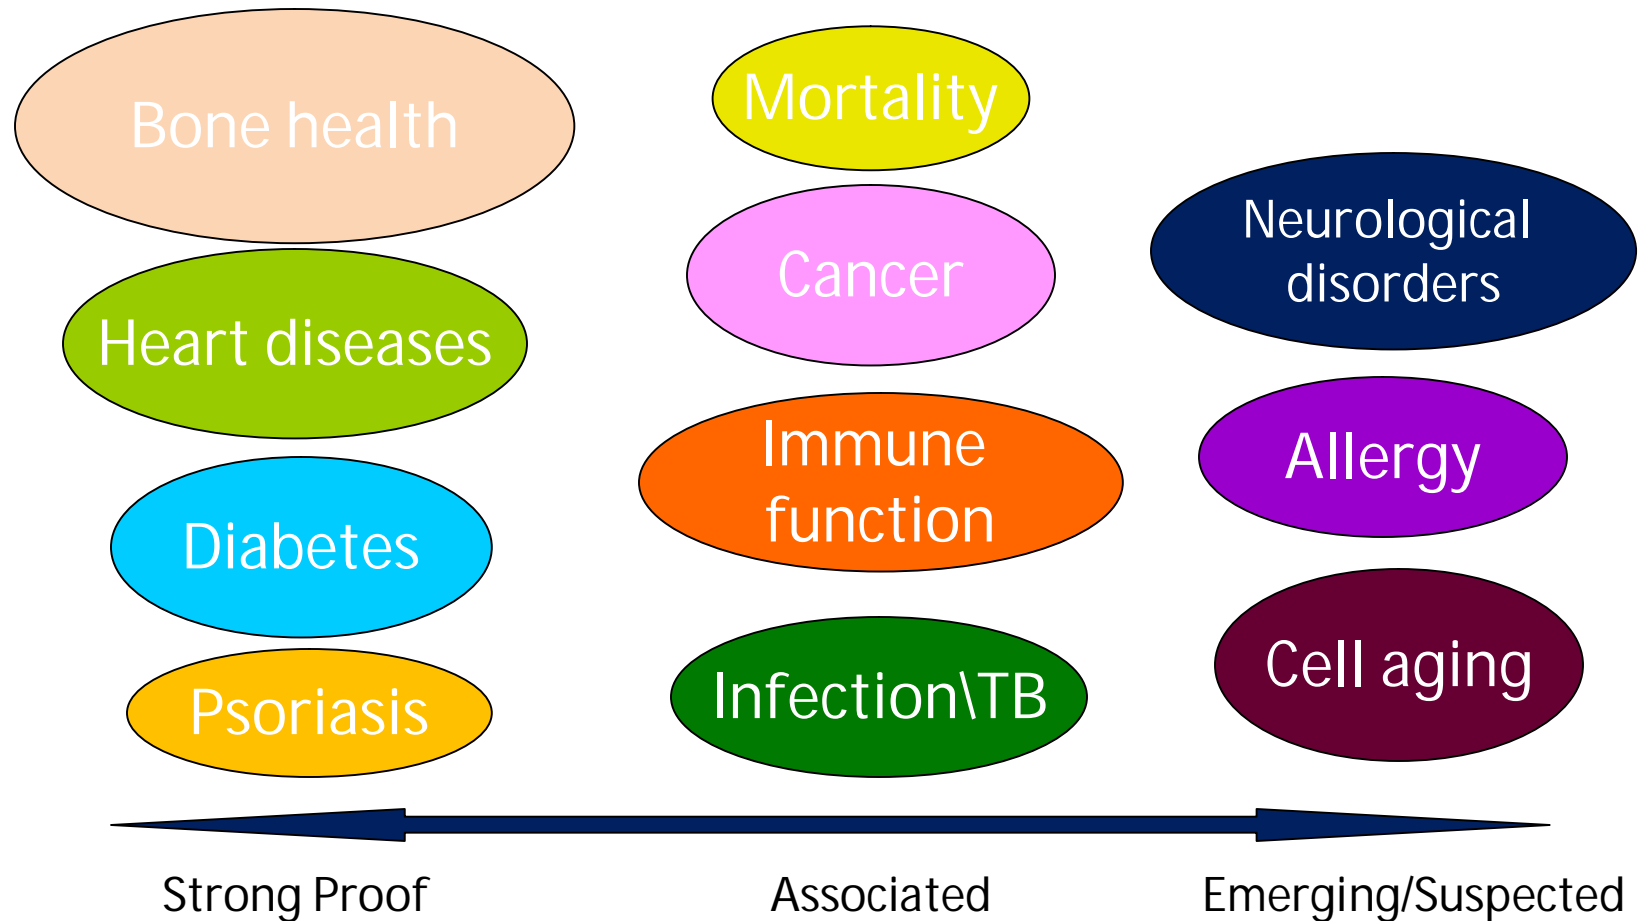 Bone health
Heart diseases
Diabetes
Psoriasis
Mortality
Cancer
Immune
function
Infection\TB
Neurological
disorders
Allergy
Cell aging
Strong Proof
Associated
Emerging/Suspected